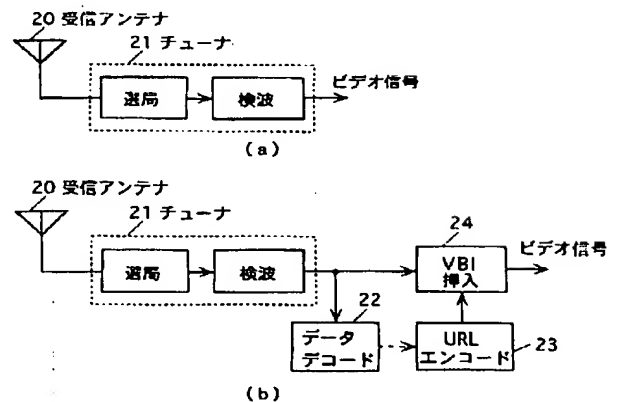 20 受信アンテナ
21 チューナ
選局
検波
ビデオ信号
(a)
20 受信アンテナ
21 チューナ
24
選局
検波
VBI
挿入
ビデオ信号
22
データ
デコード
URL
エンコード
23
(b)